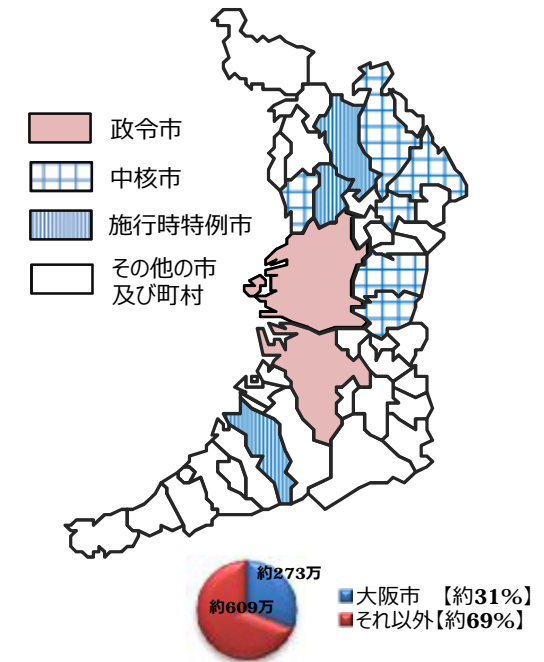 政令市
中核市
施行時特例市
その他の市
及び町村
約273万
約609万
大阪市 【約31%】
それ以外【約69%】